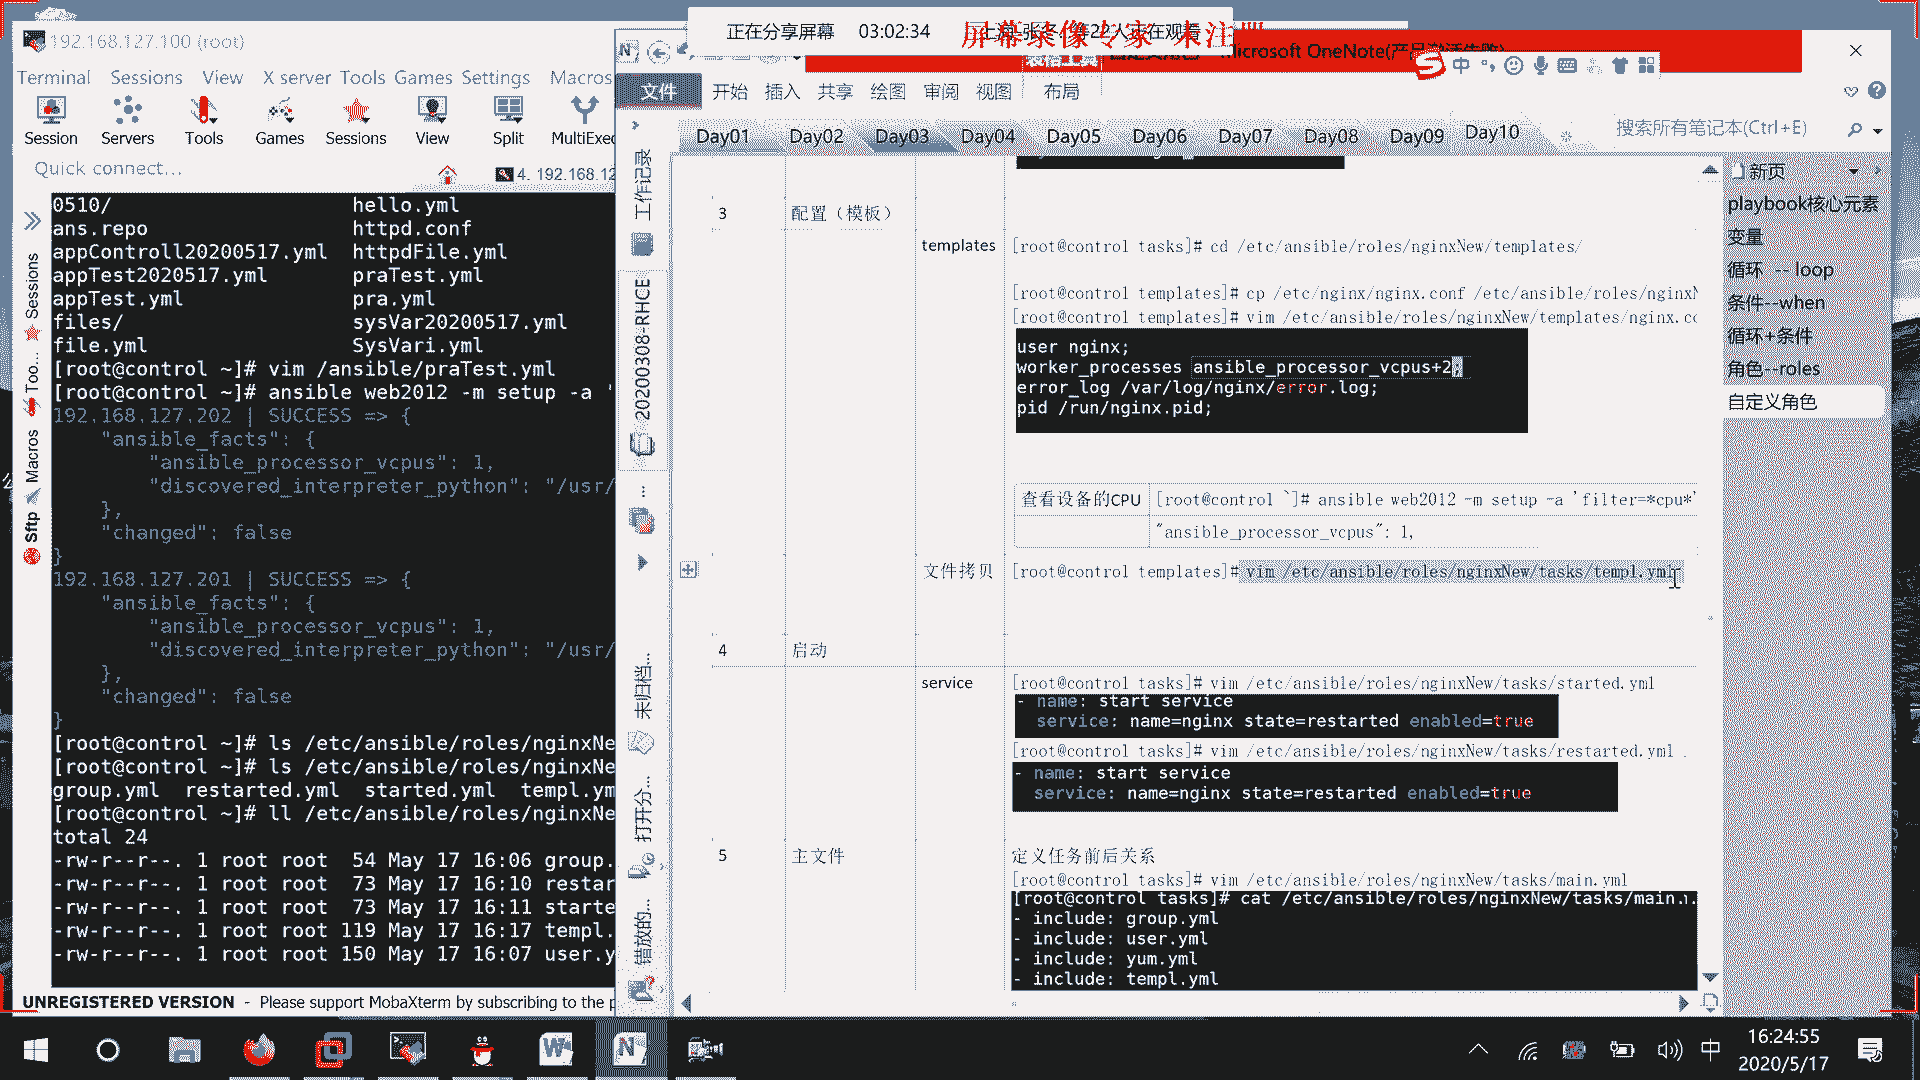 正在分享屏幕 03:02:34
屏幕录像专家 未注册
192.168.127.100 (root)
Microsoft OneNote(产品激活失败)
Terminal Sessions View X server Tools Games Settings Macros
Session Servers Tools Games Sessions View Split MultiExec
Quick connect...
4. 192.168.12
Sessions
Too...
Macros
Sftp
0510/ hello.yml
ans.repo httpd.conf
appControll20200517.yml httpdFile.yml
appTest2020517.yml praTest.yml
appTest.yml pra.yml
files/ sysVar20200517.yml
file.yml SysVari.yml
[root@control ~]# vim /ansible/praTest.yml
[root@control ~]# ansible web2012 -m setup -a '
192.168.127.202 | SUCCESS => {
"ansible_facts": {
"ansible_processor_vcpus": 1,
"discovered_interpreter_python": "/usr/
},
"changed": false
}
192.168.127.201 | SUCCESS => {
"ansible_facts": {
"ansible_processor_vcpus": 1,
"discovered_interpreter_python": "/usr/
},
"changed": false
}
[root@control ~]# ls /etc/ansible/roles/nginxNe
[root@control ~]# ls /etc/ansible/roles/nginxNe
group.yml restarted.yml started.yml templ.ym
[root@control ~]# ll /etc/ansible/roles/nginxNe
total 24
-rw-r--r--. 1 root root 54 May 17 16:06 group.
-rw-r--r--. 1 root root 73 May 17 16:10 restar
-rw-r--r--. 1 root root 73 May 17 16:11 starte
-rw-r--r--. 1 root root 119 May 17 16:17 templ.
-rw-r--r--. 1 root root 150 May 17 16:07 user.y
UNREGISTERED VERSION - Please support MobaXterm by subscribing to the p
文件 开始 插入 共享 绘图 审阅 视图 布局
Day01 Day02 Day03 Day04 Day05 Day06 Day07 Day08 Day09 Day10
搜索所有笔记本(Ctrl+E)
工作记录
20200308-RHCE
未归档...
打开分...
错放的...
3 配置（模板）
templates [root@control tasks]# cd /etc/ansible/roles/nginxNew/templates/
[root@control templates]# cp /etc/nginx/nginx.conf /etc/ansible/roles/nginxN
[root@control templates]# vim /etc/ansible/roles/nginxNew/templates/nginx.co
user nginx;
worker_processes ansible_processor_vcpus+2;
error_log /var/log/nginx/error.log;
pid /run/nginx.pid;
查看设备的CPU [root@control `]# ansible web2012 -m setup -a 'filter=*cpu*'
"ansible_processor_vcpus": 1,
文件拷贝 [root@control templates]# vim /etc/ansible/roles/nginxNew/tasks/templ.yml
4 启动
service [root@control tasks]# vim /etc/ansible/roles/nginxNew/tasks/started.yml
- name: start service
service: name=nginx state=restarted enabled=true
[root@control tasks]# vim /etc/ansible/roles/nginxNew/tasks/restarted.yml
- name: start service
service: name=nginx state=restarted enabled=true
5 主文件 定义任务前后关系
[root@control tasks]# vim /etc/ansible/roles/nginxNew/tasks/main.yml
[root@control tasks]# cat /etc/ansible/roles/nginxNew/tasks/main.
- include: group.yml
- include: user.yml
- include: yum.yml
- include: templ.yml
新页
playbook核心元素
变量
循环 -- loop
条件--when
循环+条件
角色--roles
自定义角色
中
16:24:55
2020/5/17